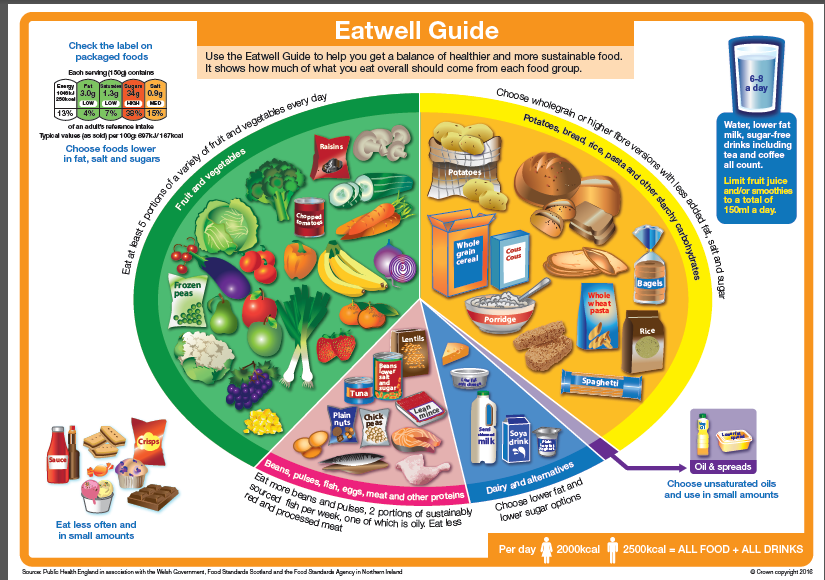 Eatwell Guide
Use the Eatwell Guide to help you get a balance of healthier and more sustainable food.
It shows how much of what you eat overall should come from each food group.
Check the label on
packaged foods
Each serving (150g) contains
Energy
1046kJ
250kcal
13%
Fat
3.0g
LOW
4%
Saturates
1.3g
LOW
7%
Sugars
34g
HIGH
38%
Salt
0.9g
MED
15%
of an adult's reference intake
Typical values (as sold) per 100g: 697kJ/ 167kcal
Choose foods lower
in fat, salt and sugars
6-8
a day
Water, lower fat
milk, sugar-free
drinks including
tea and coffee
all count.
Limit fruit juice
and/or smoothies
to a total of
150ml a day.
Eat at least 5 portions of a variety of fruit and vegetables every day
Fruit and vegetables
Raisins
Chopped
tomatoes
Frozen
peas
Choose wholegrain or higher fibre versions with less added fat, salt and sugar
Potatoes, bread, rice, pasta and other starchy carbohydrates
Potatoes
Whole
grain
cereal
Cous
Cous
Porridge
Bagels
Whole
wheat
pasta
Rice
Spaghetti
Lentils
Beans
lower
salt
and
sugar
Tuna
Plain
nuts
Chick
peas
Lean
mince
Beans, pulses, fish, eggs, meat and other proteins
Eat more beans and pulses, 2 portions of sustainably
sourced fish per week, one of which is oily. Eat less
red and processed meat
Semi
skimmed
milk
Soya
drink
Dairy and alternatives
Choose lower fat and
lower sugar options
Oil & spreads
Choose unsaturated oils
and use in small amounts
Sauce
Crisps
Eat less often and
in small amounts
Per day 2000kcal 2500kcal = ALL FOOD + ALL DRINKS
Source: Public Health England in association with the Welsh Government, Food Standards Scotland and the Food Standards Agency in Northern Ireland
© Crown copyright 2016